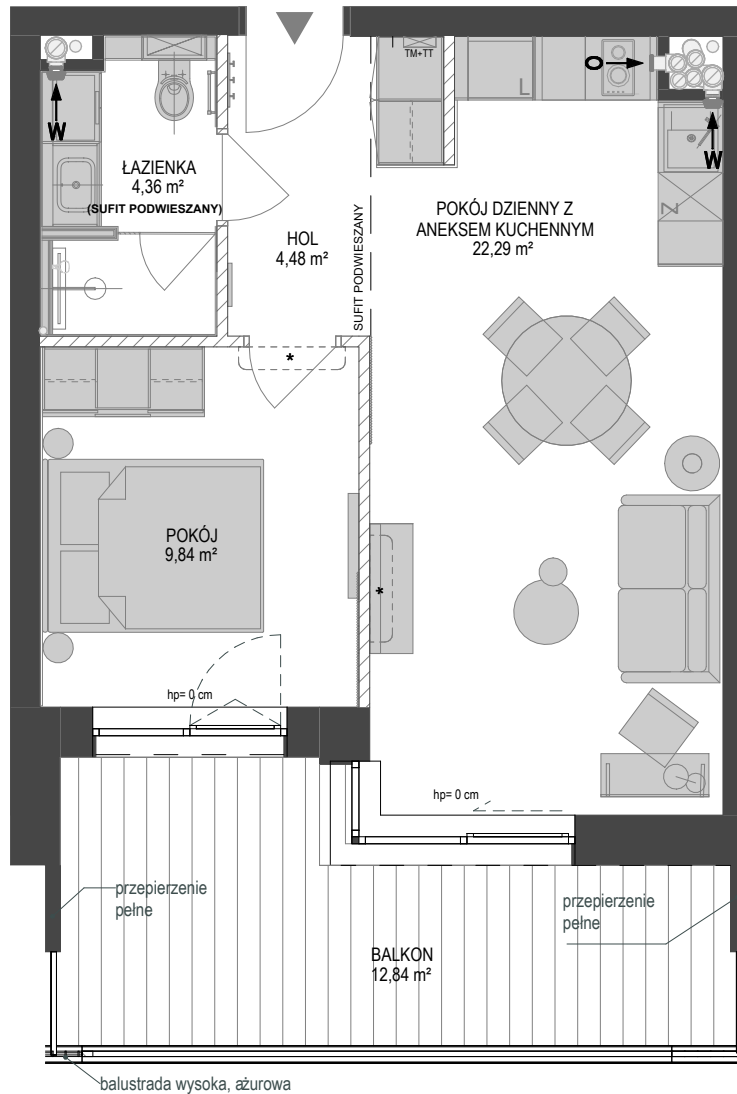 TM+TT
L
O
W
W
ŁAZIENKA
4,36 m²
(SUFIT PODWIESZANY)
HOL
4,48 m²
SUFIT PODWIESZANY
POKÓJ DZIENNY Z
ANEKSEM KUCHENNYM
22,29 m²
Z
*
POKÓJ
9,84 m²
*
hp= 0 cm
hp= 0 cm
przepierzenie
pełne
przepierzenie
pełne
BALKON
12,84 m²
balustrada wysoka, ażurowa